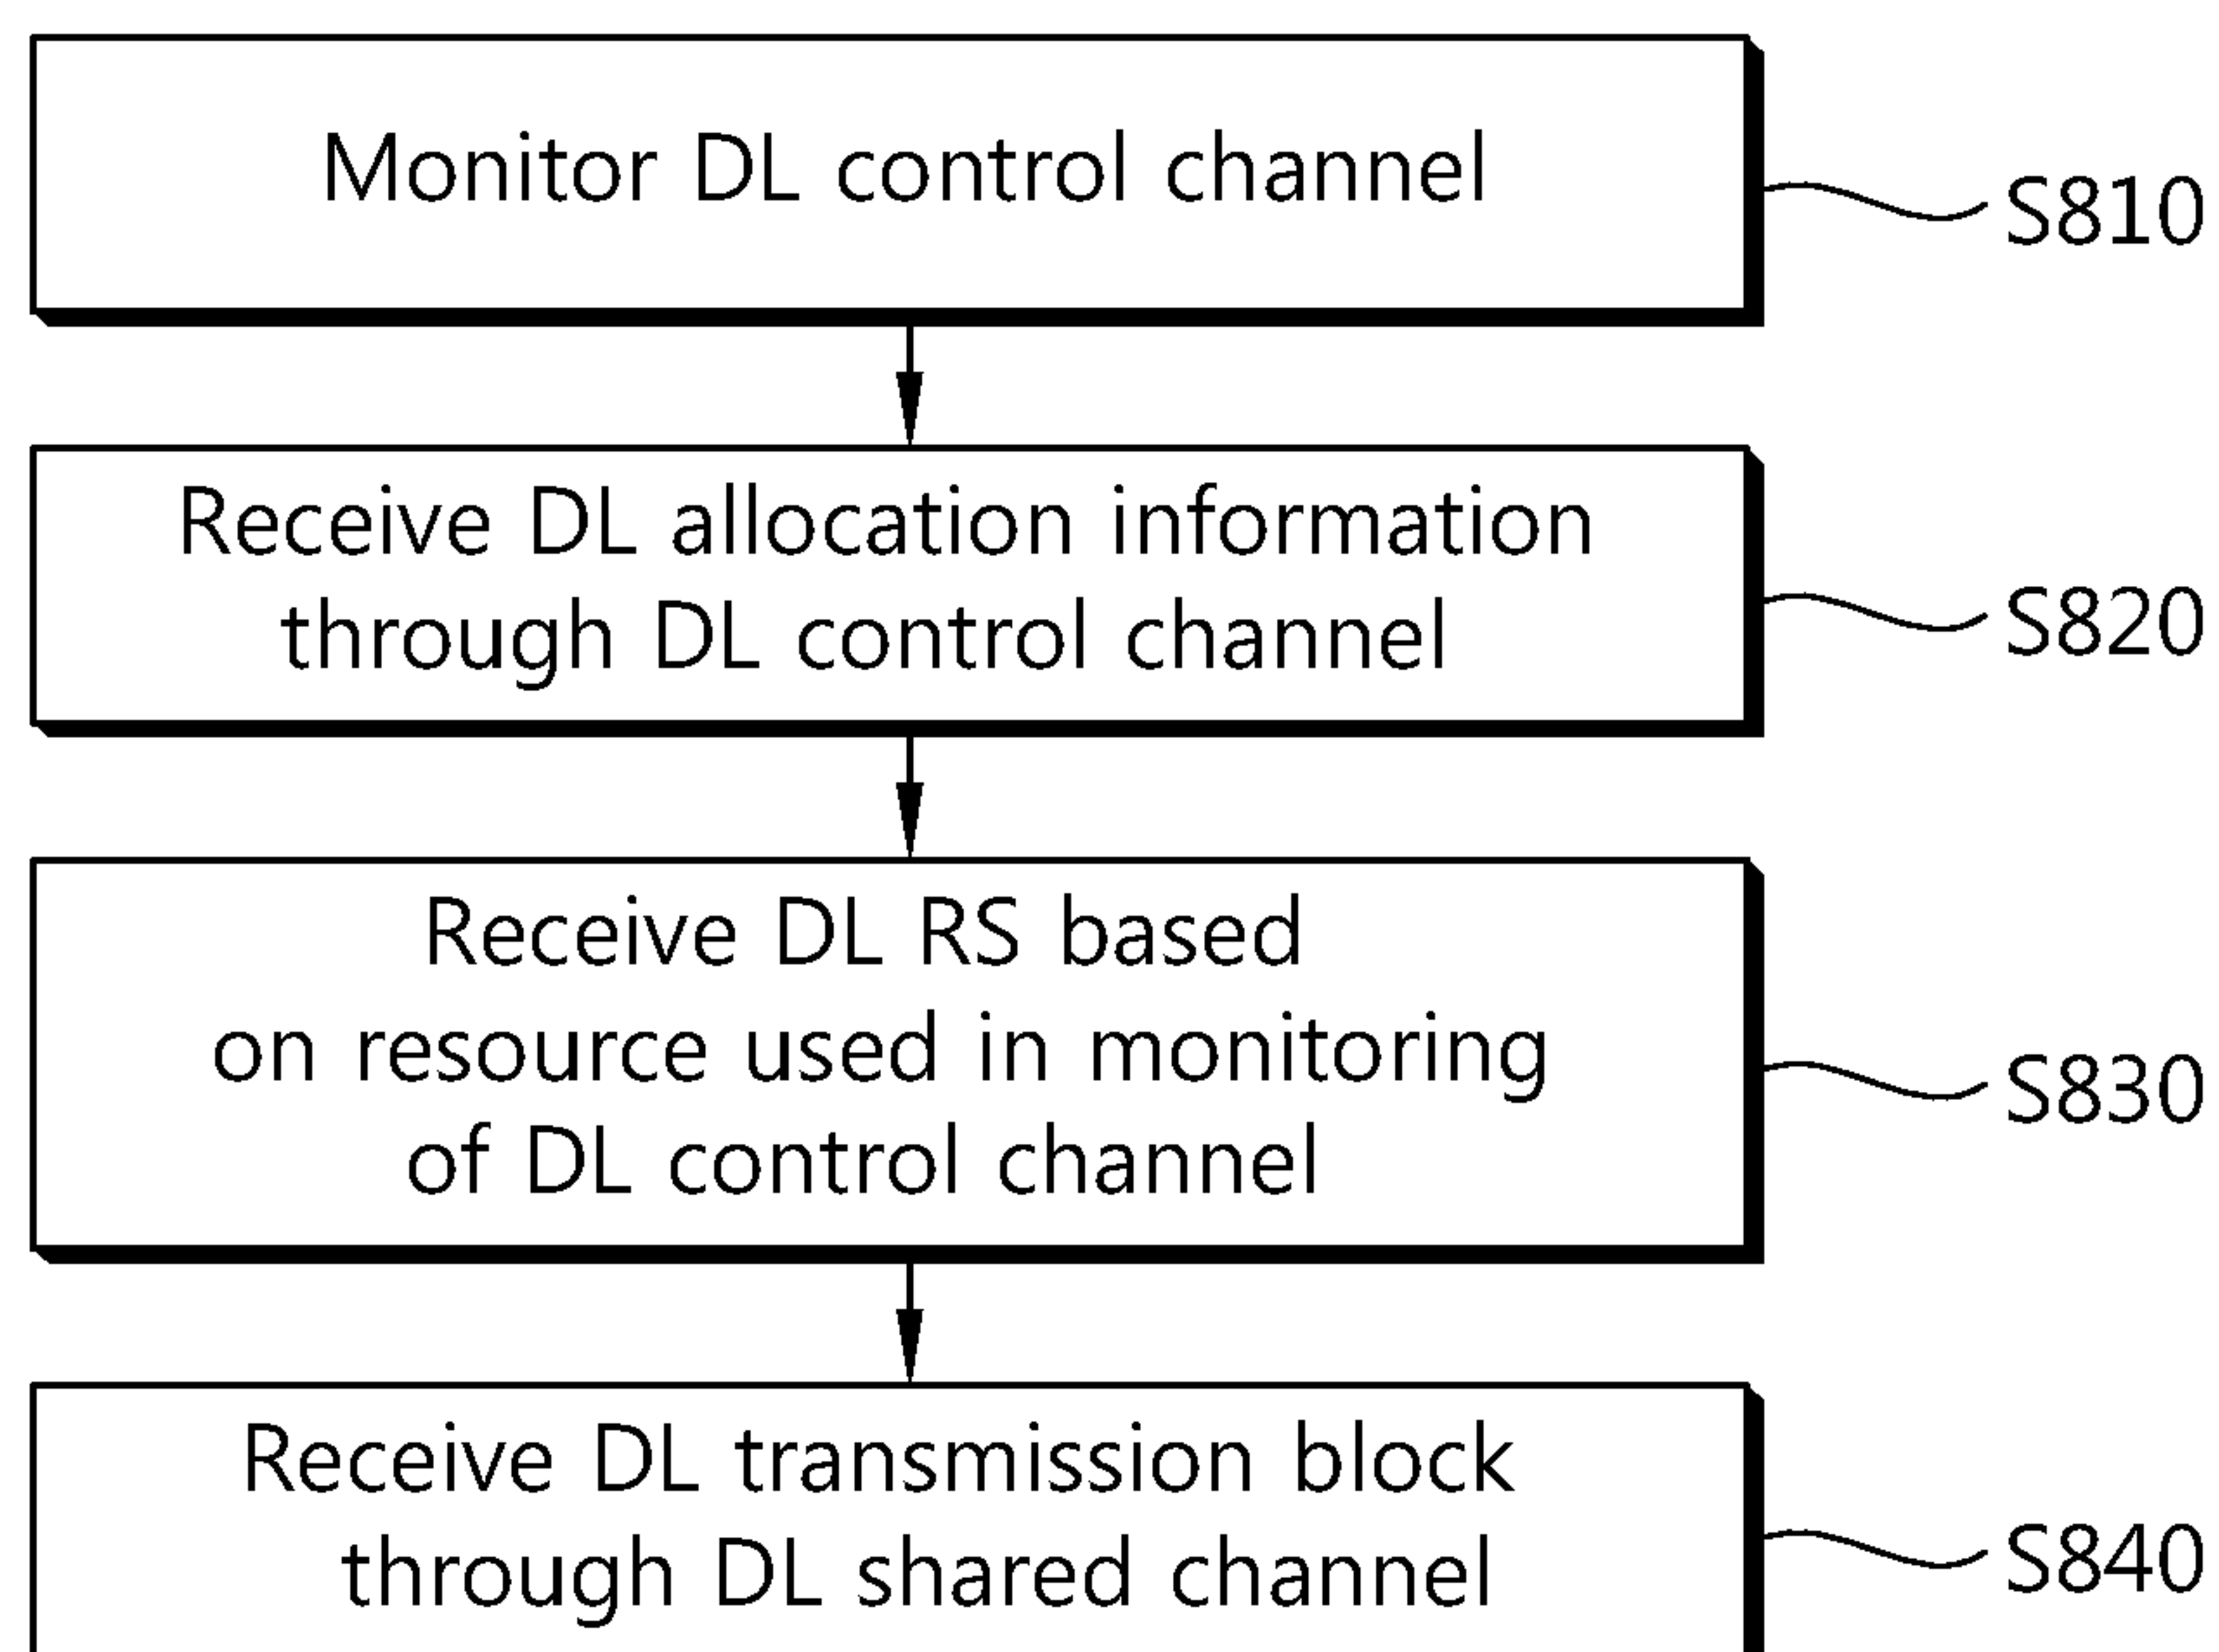 Monitor DL control channel
S810
Receive DL allocation information
through DL control channel
S820
Receive DL RS based
on resource used in monitoring
of DL control channel
S830
Receive DL transmission block
through DL shared channel
S840